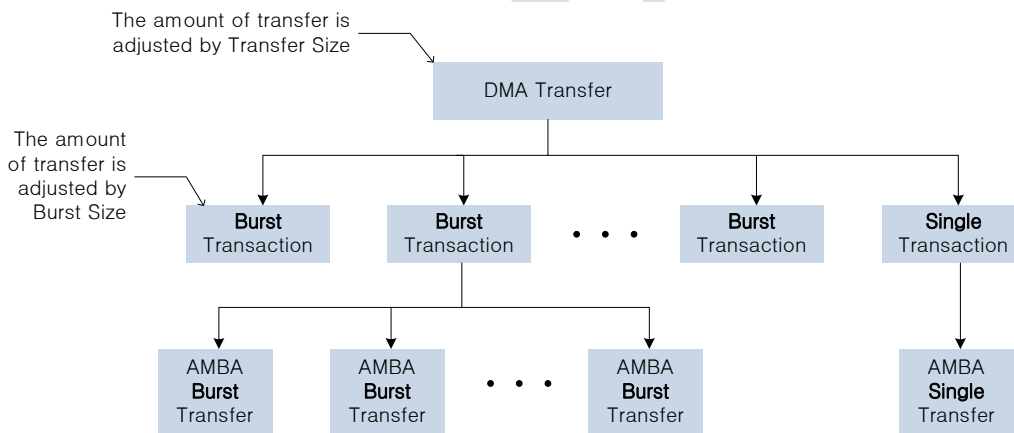 The amount of transfer is
adjusted by Transfer Size
DMA Transfer
The amount
of transfer is
adjusted by
Burst Size
Burst
Transaction
Burst
Transaction
• • •
Burst
Transaction
Single
Transaction
AMBA
Burst
Transfer
AMBA
Burst
Transfer
• • •
AMBA
Burst
Transfer
AMBA
Single
Transfer